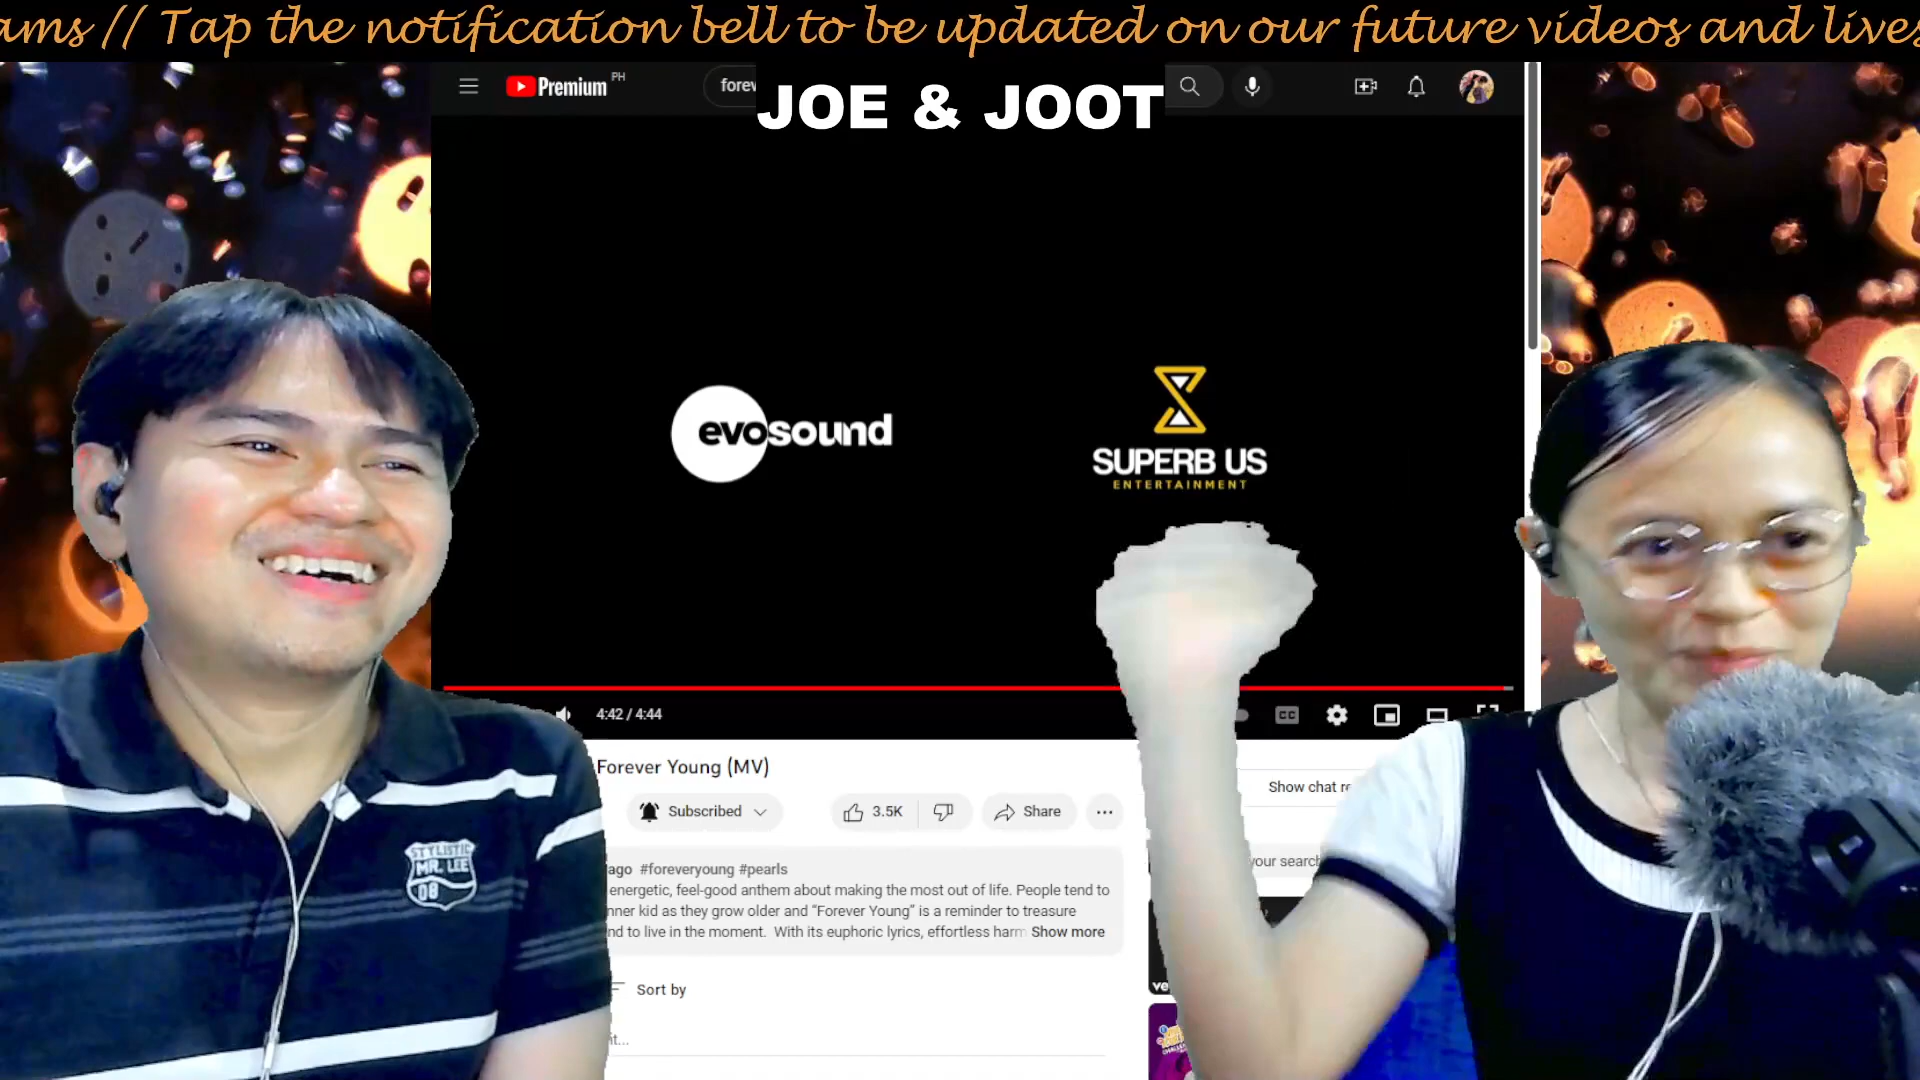 ams // Tap the notification bell to be updated on our future videos and lives
Premium PH
forev
JOE & JOOT
evosound
SUPERB US
ENTERTAINMENT
4:42 / 4:44
CC
Forever Young (MV)
Subscribed
3.5K
Share
Show chat re
ago #foreveryoung #pearls
energetic, feel-good anthem about making the most out of life. People tend to
nner kid as they grow older and “Forever Young” is a reminder to treasure
nd to live in the moment. With its euphoric lyrics, effortless harm Show more
your search
Sort by
nt...
ve
STYLISTIC
MR. LEE
08